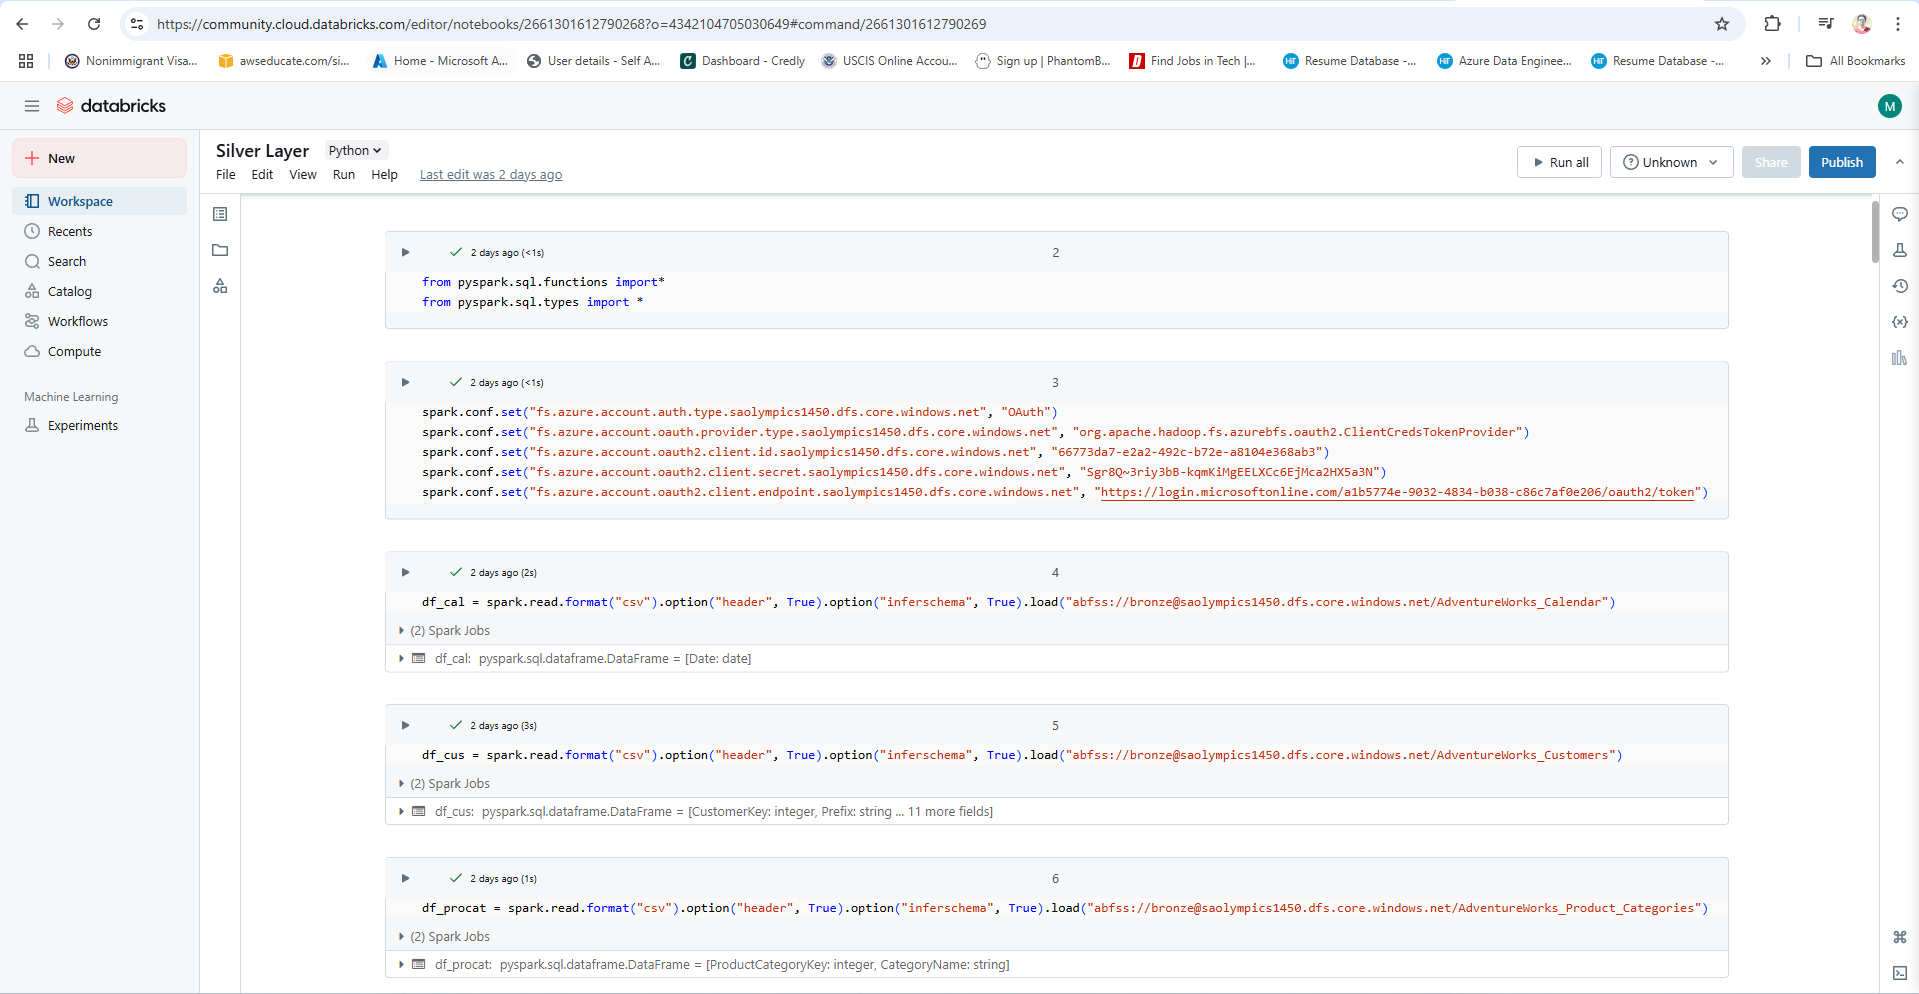 https://community.cloud.databricks.com/editor/notebooks/2661301612790268?o=4342104705030649#command/2661301612790269
Nonimmigrant Visa...
awseducate.com/si...
Home - Microsoft A...
User details - Self A...
Dashboard - Credly
USCIS Online Accou...
Sign up | PhantomB...
Find Jobs in Tech |...
Resume Database -...
Azure Data Enginee...
Resume Database -...
All Bookmarks
databricks
M
New
Workspace
Recents
Search
Catalog
Workflows
Compute
Machine Learning
Experiments
Silver Layer
Python
File Edit View Run Help Last edit was 2 days ago
Run all
Unknown
Share
Publish
2 days ago (<1s) 2
from pyspark.sql.functions import*
from pyspark.sql.types import *
2 days ago (<1s) 3
spark.conf.set("fs.azure.account.auth.type.saolympics1450.dfs.core.windows.net", "OAuth")
spark.conf.set("fs.azure.account.oauth.provider.type.saolympics1450.dfs.core.windows.net", "org.apache.hadoop.fs.azurebfs.oauth2.ClientCredsTokenProvider")
spark.conf.set("fs.azure.account.oauth2.client.id.saolympics1450.dfs.core.windows.net", "66773da7-e2a2-492c-b72e-a8104e368ab3")
spark.conf.set("fs.azure.account.oauth2.client.secret.saolympics1450.dfs.core.windows.net", "Sgr8Q~3riy3bB-kqmKiMgEELXCc6EjMca2HX5a3N")
spark.conf.set("fs.azure.account.oauth2.client.endpoint.saolympics1450.dfs.core.windows.net", "https://login.microsoftonline.com/a1b5774e-9032-4834-b038-c86c7af0e206/oauth2/token")
2 days ago (2s) 4
df_cal = spark.read.format("csv").option("header", True).option("inferschema", True).load("abfss://bronze@saolympics1450.dfs.core.windows.net/AdventureWorks_Calendar")
(2) Spark Jobs
df_cal: pyspark.sql.dataframe.DataFrame = [Date: date]
2 days ago (3s) 5
df_cus = spark.read.format("csv").option("header", True).option("inferschema", True).load("abfss://bronze@saolympics1450.dfs.core.windows.net/AdventureWorks_Customers")
(2) Spark Jobs
df_cus: pyspark.sql.dataframe.DataFrame = [CustomerKey: integer, Prefix: string ... 11 more fields]
2 days ago (1s) 6
df_procat = spark.read.format("csv").option("header", True).option("inferschema", True).load("abfss://bronze@saolympics1450.dfs.core.windows.net/AdventureWorks_Product_Categories")
(2) Spark Jobs
df_procat: pyspark.sql.dataframe.DataFrame = [ProductCategoryKey: integer, CategoryName: string]